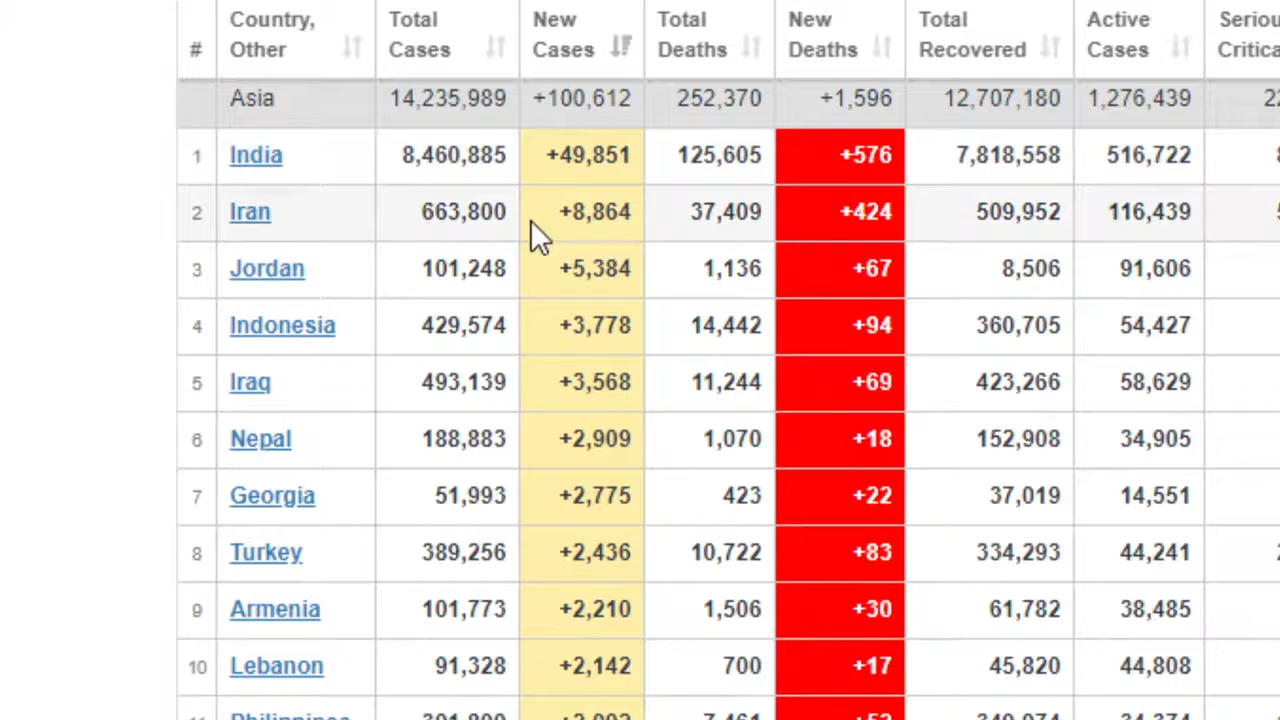 # Country, Other Total Cases New Cases Total Deaths New Deaths Total Recovered Active Cases
Asia 14,235,989 +100,612 252,370 +1,596 12,707,180 1,276,439
1 India 8,460,885 +49,851 125,605 +576 7,818,558 516,722
2 Iran 663,800 +8,864 37,409 +424 509,952 116,439
3 Jordan 101,248 +5,384 1,136 +67 8,506 91,606
4 Indonesia 429,574 +3,778 14,442 +94 360,705 54,427
5 Iraq 493,139 +3,568 11,244 +69 423,266 58,629
6 Nepal 188,883 +2,909 1,070 +18 152,908 34,905
7 Georgia 51,993 +2,775 423 +22 37,019 14,551
8 Turkey 389,256 +2,436 10,722 +83 334,293 44,241
9 Armenia 101,773 +2,210 1,506 +30 61,782 38,485
10 Lebanon 91,328 +2,142 700 +17 45,820 44,808
Philippines